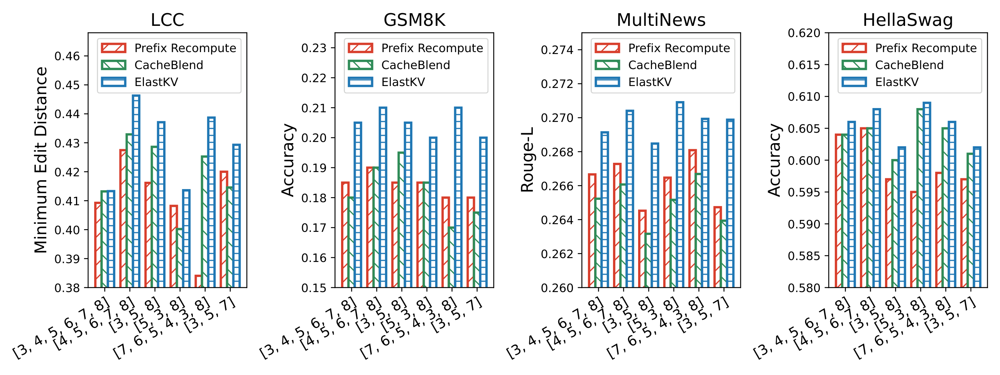 LCC
Prefix Recompute
CacheBlend
ElastKV
Minimum Edit Distance
0.46
0.45
0.44
0.43
0.42
0.41
0.40
0.39
0.38
[3, 4, 5, 6, 7, 8]
[4, 5, 6, 7, 8]
[3, 5, 8]
[5, 3, 8]
[7, 6, 5, 4, 3, 8]
[3, 5, 7]
GSM8K
Prefix Recompute
CacheBlend
ElastKV
Accuracy
0.23
0.22
0.21
0.20
0.19
0.18
0.17
0.16
0.15
[3, 4, 5, 6, 7, 8]
[4, 5, 6, 7, 8]
[3, 5, 8]
[5, 3, 8]
[7, 6, 5, 4, 3, 8]
[3, 5, 7]
MultiNews
Prefix Recompute
CacheBlend
ElastKV
Rouge-L
0.274
0.272
0.270
0.268
0.266
0.264
0.262
0.260
[3, 4, 5, 6, 7, 8]
[4, 5, 6, 7, 8]
[3, 5, 8]
[5, 3, 8]
[7, 6, 5, 4, 3, 8]
[3, 5, 7]
HellaSwag
Prefix Recompute
CacheBlend
ElastKV
Accuracy
0.620
0.615
0.610
0.605
0.600
0.595
0.590
0.585
0.580
[3, 4, 5, 6, 7, 8]
[4, 5, 6, 7, 8]
[3, 5, 8]
[5, 3, 8]
[7, 6, 5, 4, 3, 8]
[3, 5, 7]